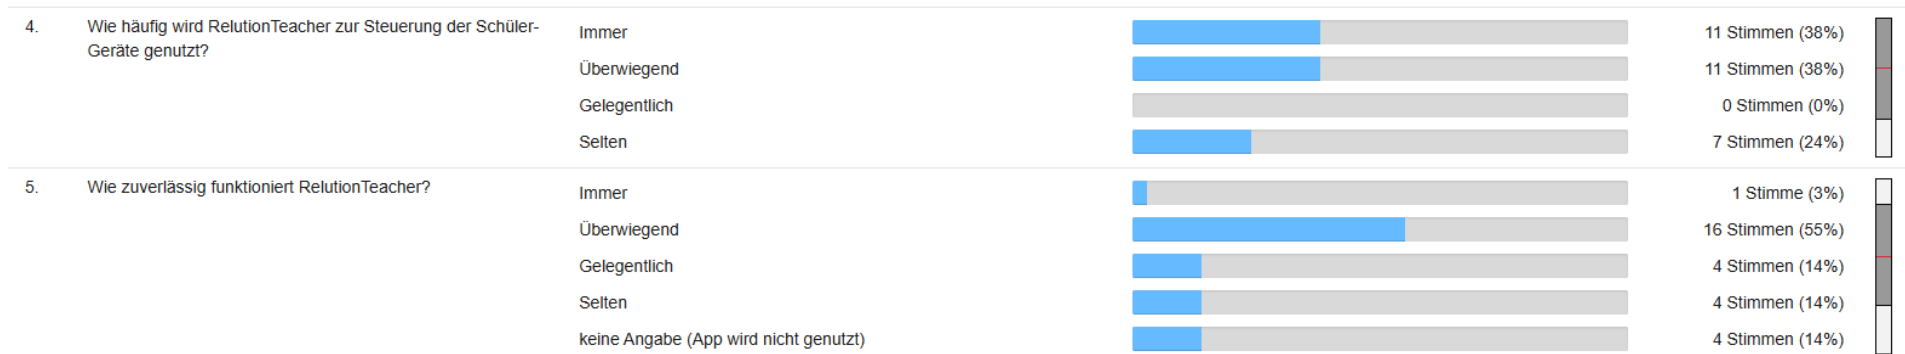 4. Wie häufig wird RelutionTeacher zur Steuerung der Schüler-
Geräte genutzt?
Immer 11 Stimmen (38%)
Überwiegend 11 Stimmen (38%)
Gelegentlich 0 Stimmen (0%)
Selten 7 Stimmen (24%)
5. Wie zuverlässig funktioniert RelutionTeacher?
Immer 1 Stimme (3%)
Überwiegend 16 Stimmen (55%)
Gelegentlich 4 Stimmen (14%)
Selten 4 Stimmen (14%)
keine Angabe (App wird nicht genutzt) 4 Stimmen (14%)